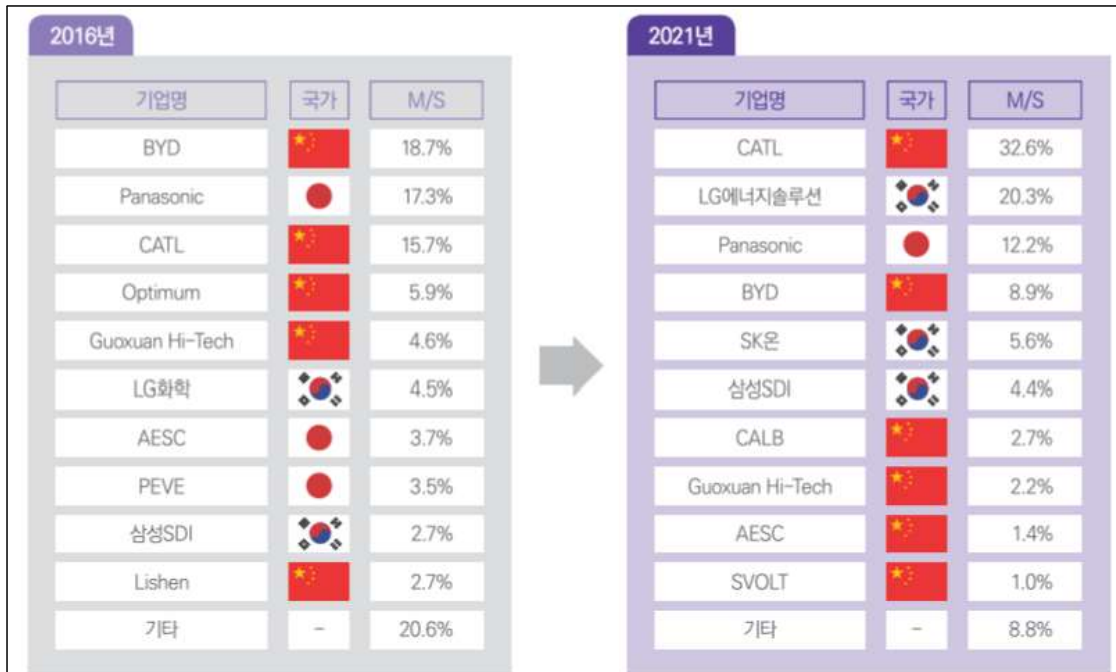 2016년
기업명 국가 M/S
BYD 18.7%
Panasonic 17.3%
CATL 15.7%
Optimum 5.9%
Guoxuan Hi-Tech 4.6%
LG화학 4.5%
AESC 3.7%
PEVE 3.5%
삼성SDI 2.7%
Lishen 2.7%
기타 - 20.6%
2021년
기업명 국가 M/S
CATL 32.6%
LG에너지솔루션 20.3%
Panasonic 12.2%
BYD 8.9%
SK온 5.6%
삼성SDI 4.4%
CALB 2.7%
Guoxuan Hi-Tech 2.2%
AESC 1.4%
SVOLT 1.0%
기타 - 8.8%